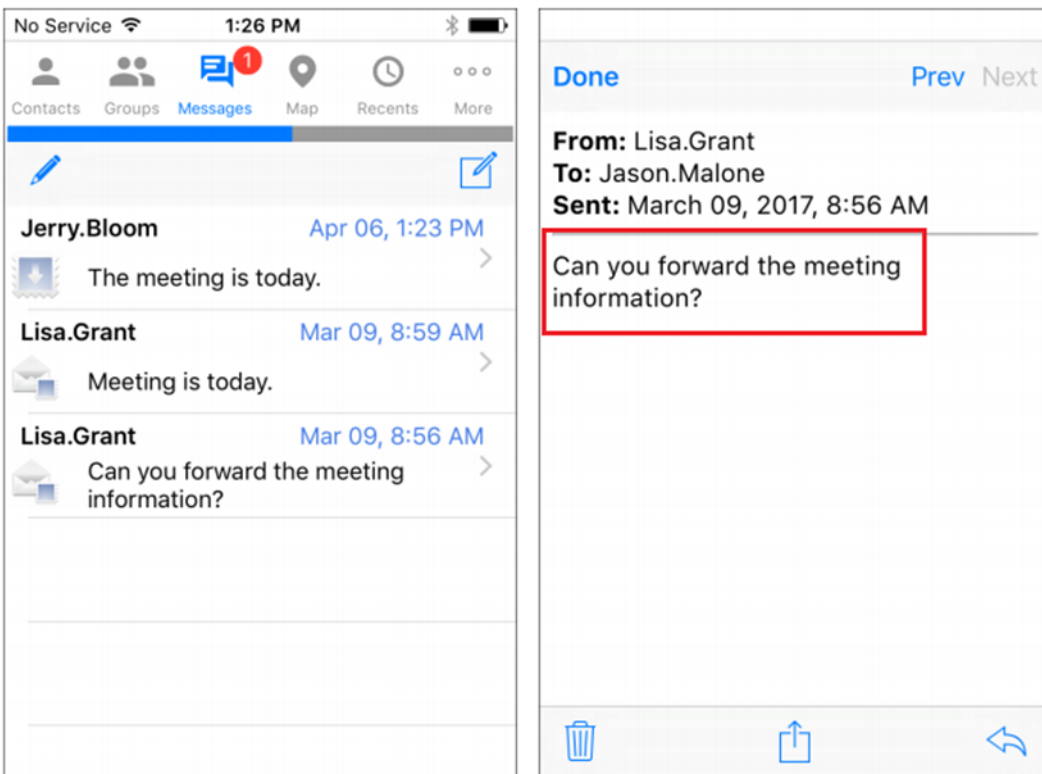 No Service 1:26 PM
1
Contacts Groups Messages Map Recents More
Jerry.Bloom Apr 06, 1:23 PM
The meeting is today.
Lisa.Grant Mar 09, 8:59 AM
Meeting is today.
Lisa.Grant Mar 09, 8:56 AM
Can you forward the meeting
information?
Done Prev Next
From: Lisa.Grant
To: Jason.Malone
Sent: March 09, 2017, 8:56 AM
Can you forward the meeting
information?